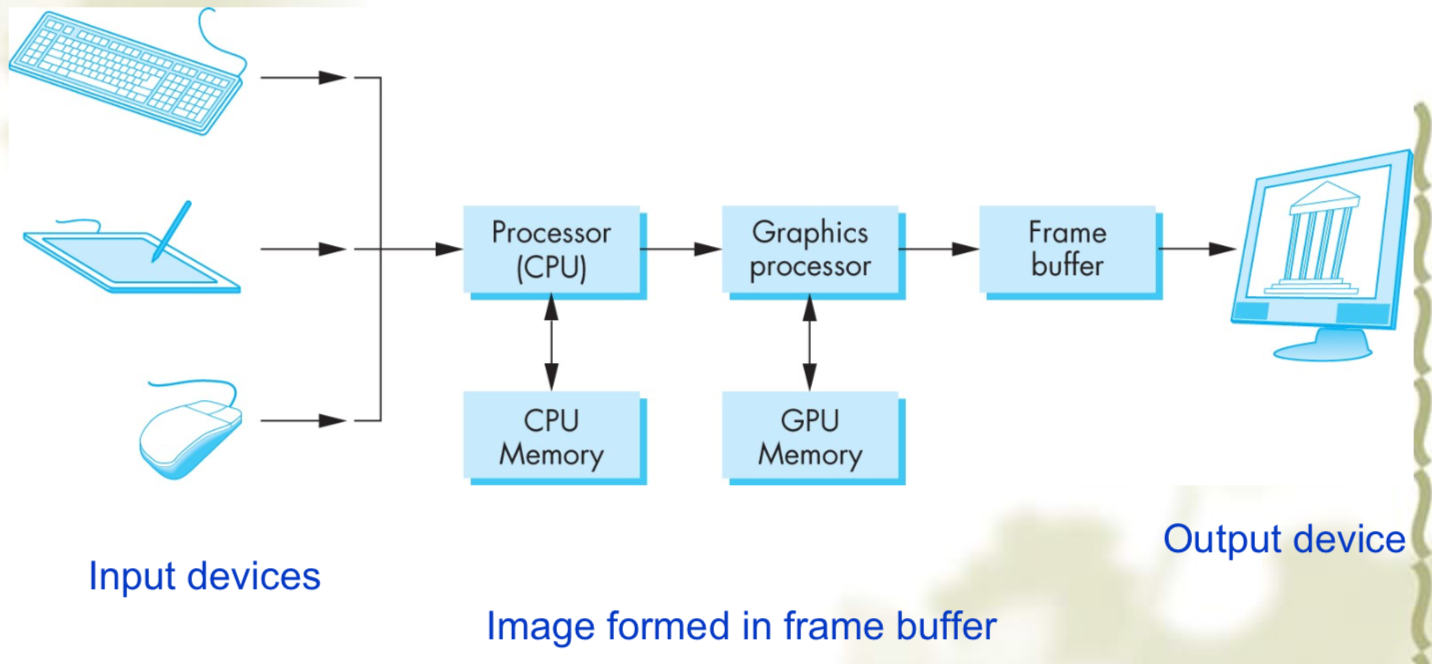 Processor
(CPU)
Graphics
processor
Frame
buffer
CPU
Memory
GPU
Memory
Output device
Input devices
Image formed in frame buffer